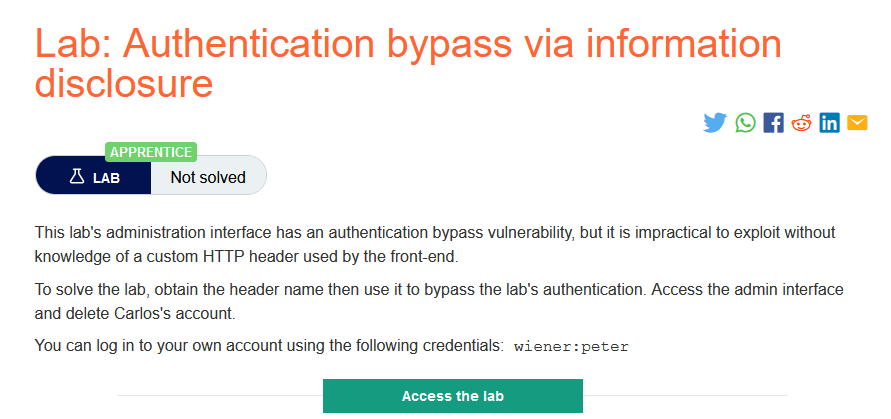 Lab: Authentication bypass via information
disclosure
APPRENTICE
LAB
Not solved
This lab's administration interface has an authentication bypass vulnerability, but it is impractical to exploit without
knowledge of a custom HTTP header used by the front-end.
To solve the lab, obtain the header name then use it to bypass the lab's authentication. Access the admin interface
and delete Carlos's account.
You can log in to your own account using the following credentials: wiener:peter
Access the lab